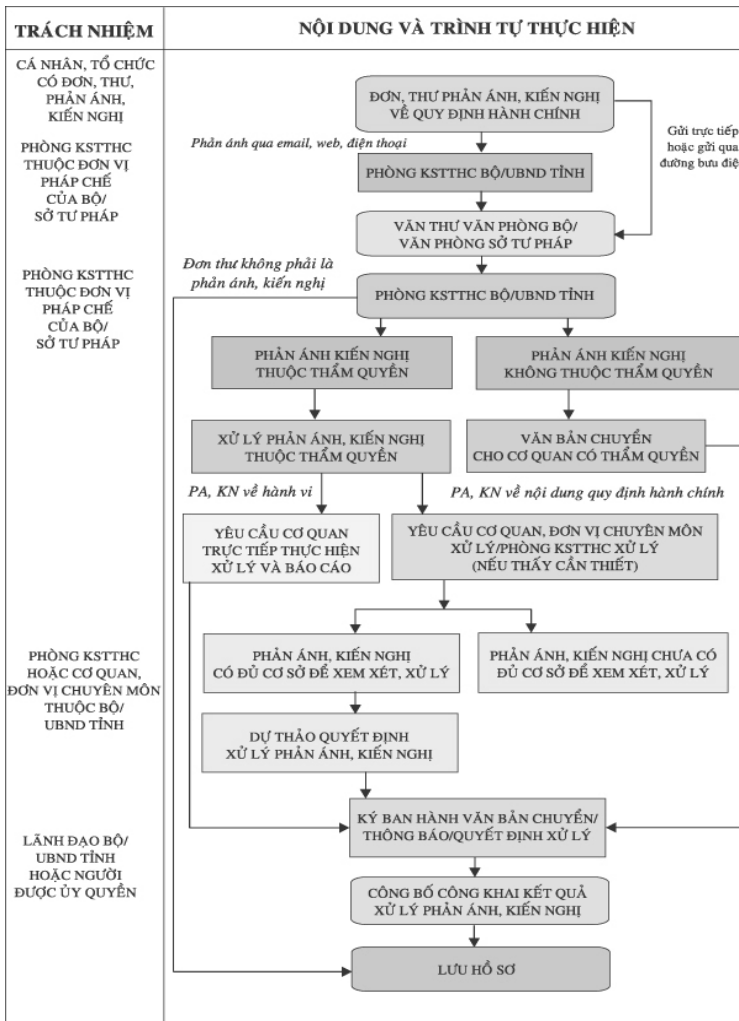 TRÁCH NHIỆM
NỘI DUNG VÀ TRÌNH TỰ THỰC HIỆN
CÁ NHÂN, TỔ CHỨC
CÓ ĐƠN, THƯ,
PHẢN ÁNH,
KIẾN NGHỊ
ĐƠN, THƯ PHẢN ÁNH, KIẾN NGHỊ
VỀ QUY ĐỊNH HÀNH CHÍNH
Gửi trực tiếp
hoặc gửi qua
đường bưu điệ
Phản ánh qua email, web, điện thoại
PHÒNG KSTTHC
THUỘC ĐƠN VỊ
PHÁP CHẾ
CỦA BỘ/
SỞ TƯ PHÁP
PHÒNG KSTTHC BỘ/UBND TỈNH
VĂN THƯ VĂN PHÒNG BỘ/
VĂN PHÒNG SỞ TƯ PHÁP
Đơn thư không phải là
phản ánh, kiến nghị
PHÒNG KSTTHC
THUỘC ĐƠN VỊ
PHÁP CHẾ
CỦA BỘ/
SỞ TƯ PHÁP
PHÒNG KSTTHC BỘ/UBND TỈNH
PHẢN ÁNH KIẾN NGHỊ
THUỘC THẨM QUYỀN
PHẢN ÁNH KIẾN NGHỊ
KHÔNG THUỘC THẨM QUYỀN
XỬ LÝ PHẢN ÁNH, KIẾN NGHỊ
THUỘC THẨM QUYỀN
VĂN BẢN CHUYỂN
CHO CƠ QUAN CÓ THẨM QUYỀN
PA, KN về hành vi
PA, KN về nội dung quy định hành chính
YÊU CẦU CƠ QUAN
TRỰC TIẾP THỰC HIỆN
XỬ LÝ VÀ BÁO CÁO
YÊU CẦU CƠ QUAN, ĐƠN VỊ CHUYÊN MÔN
XỬ LÝ/PHÒNG KSTTHC XỬ LÝ
(NẾU THẤY CẦN THIẾT)
PHÒNG KSTTHC
HOẶC CƠ QUAN,
ĐƠN VỊ CHUYÊN MÔN
THUỘC BỘ/
UBND TỈNH
PHẢN ÁNH, KIẾN NGHỊ
CÓ ĐỦ CƠ SỞ ĐỂ XEM XÉT, XỬ LÝ
PHẢN ÁNH, KIẾN NGHỊ CHƯA CÓ
ĐỦ CƠ SỞ ĐỂ XEM XÉT, XỬ LÝ
DỰ THẢO QUYẾT ĐỊNH
XỬ LÝ PHẢN ÁNH, KIẾN NGHỊ
LÃNH ĐẠO BỘ/
UBND TỈNH
HOẶC NGƯỜI
ĐƯỢC ỦY QUYỀN
KÝ BAN HÀNH VĂN BẢN CHUYỂN/
THÔNG BÁO/QUYẾT ĐỊNH XỬ LÝ
CÔNG BỐ CÔNG KHAI KẾT QUẢ
XỬ LÝ PHẢN ÁNH, KIẾN NGHỊ
LƯU HỒ SƠ